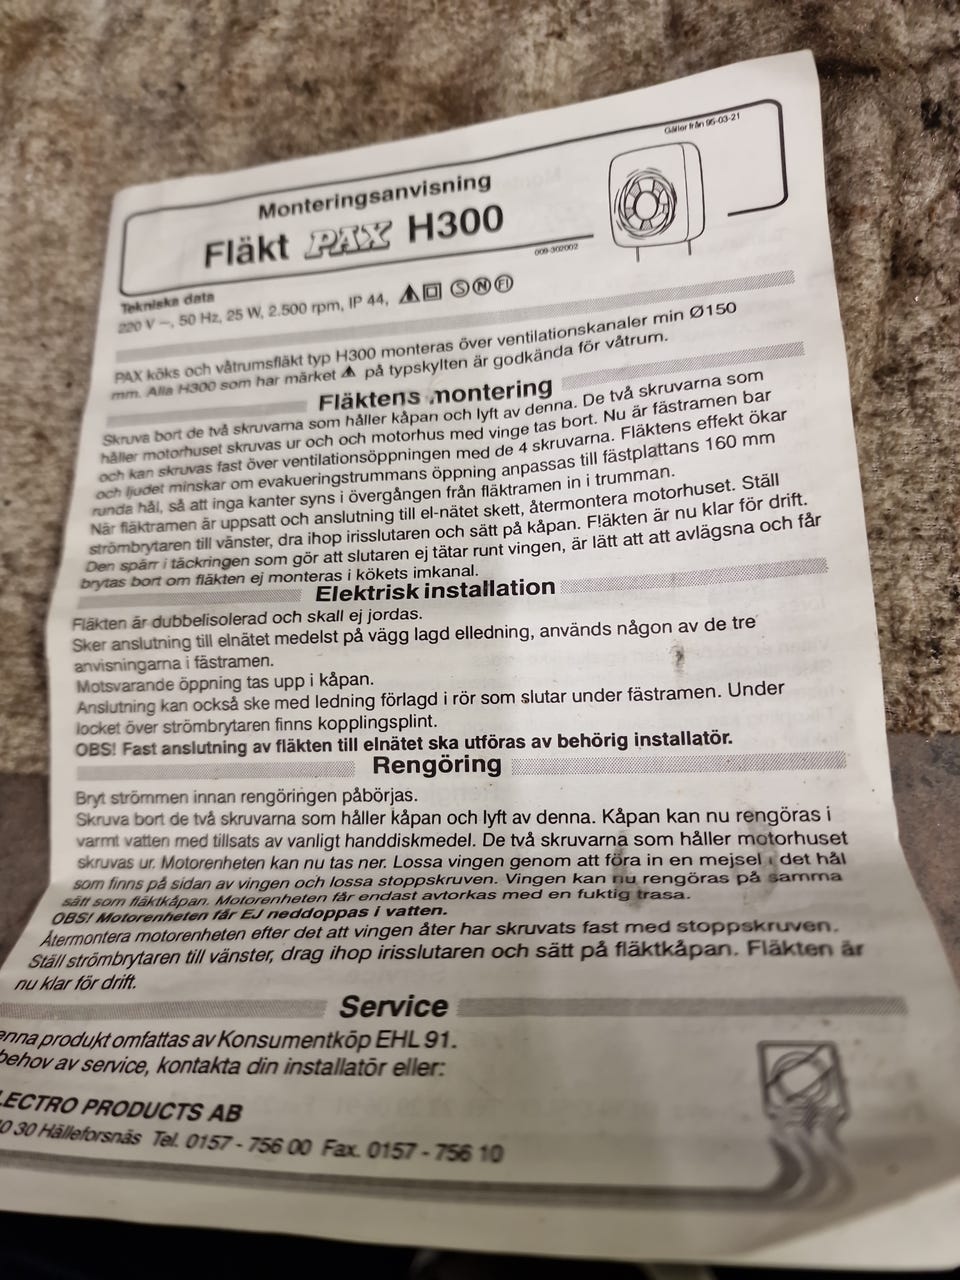 Gäller från 95-03-21
Monteringsanvisning
Fläkt PAX H300
009-302002
Tekniska data
220 V ~, 50 Hz, 25 W, 2.500 rpm, IP 44, S N FI
PAX köks och våtrumsfläkt typ H300 monteras över ventilationskanaler min Ø150
mm. Alla H300 som har märket på typskylten är godkända för våtrum.
Fläktens montering
Skruva bort de två skruvarna som håller kåpan och lyft av denna. De två skruvarna som
håller motorhuset skruvas ur och och motorhus med vinge tas bort. Nu är fästramen bar
och kan skruvas fast över ventilationsöppningen med de 4 skruvarna. Fläktens effekt ökar
och ljudet minskar om evakueringstrummans öppning anpassas till fästplattans 160 mm
runda hål, så att inga kanter syns i övergången från fläktramen in i trumman.
När fläktramen är uppsatt och anslutning till el-nätet skett, återmontera motorhuset. Ställ
strömbrytaren till vänster, dra ihop irisslutaren och sätt på kåpan. Fläkten är nu klar för drift.
Den spärr i täckringen som gör att slutaren ej tätar runt vingen, är lätt att att avlägsna och får
brytas bort om fläkten ej monteras i kökets imkanal.
Elektrisk installation
Fläkten är dubbelisolerad och skall ej jordas.
Sker anslutning till elnätet medelst på vägg lagd elledning, används någon av de tre
anvisningarna i fästramen.
Motsvarande öppning tas upp i kåpan.
Anslutning kan också ske med ledning förlagd i rör som slutar under fästramen. Under
locket över strömbrytaren finns kopplingsplint.
OBS! Fast anslutning av fläkten till elnätet ska utföras av behörig installatör.
Rengöring
Bryt strömmen innan rengöringen påbörjas.
Skruva bort de två skruvarna som håller kåpan och lyft av denna. Kåpan kan nu rengöras i
varmt vatten med tillsats av vanligt handdiskmedel. De två skruvarna som håller motorhuset
skruvas ur. Motorenheten kan nu tas ner. Lossa vingen genom att föra in en mejsel i det hål
som finns på sidan av vingen och lossa stoppskruven. Vingen kan nu rengöras på samma
sätt som fläktkåpan. Motorenheten får endast avtorkas med en fuktig trasa.
OBS! Motorenheten får EJ neddoppas i vatten.
Återmontera motorenheten efter det att vingen åter har skruvats fast med stoppskruven.
Ställ strömbrytaren till vänster, drag ihop irisslutaren och sätt på fläktkåpan. Fläkten är
nu klar för drift.
Service
enna produkt omfattas av Konsumentköp EHL 91.
behov av service, kontakta din installatör eller:
LECTRO PRODUCTS AB
0 30 Hälleforsnäs Tel. 0157 - 756 00 Fax. 0157 - 756 10